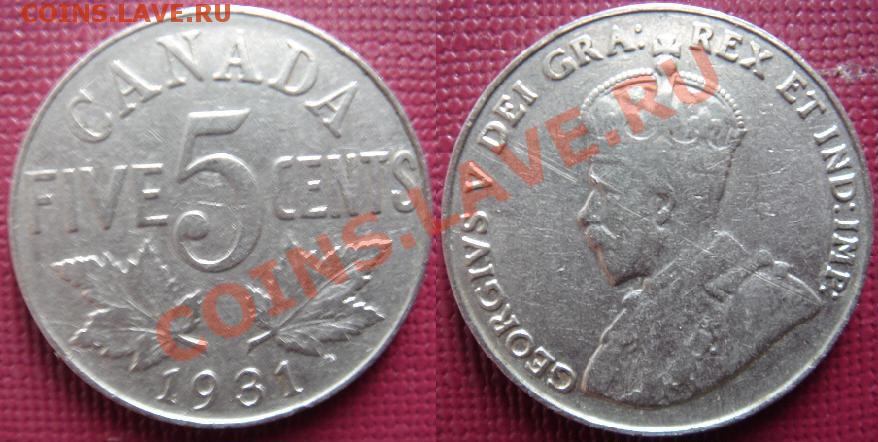 COINS.LAVE.RU
CANADA
FIVE 5 CENTS
1931
GEORGIVS V DEI GRA: REX ET IND: IMP:
COINS.LAVE.RU